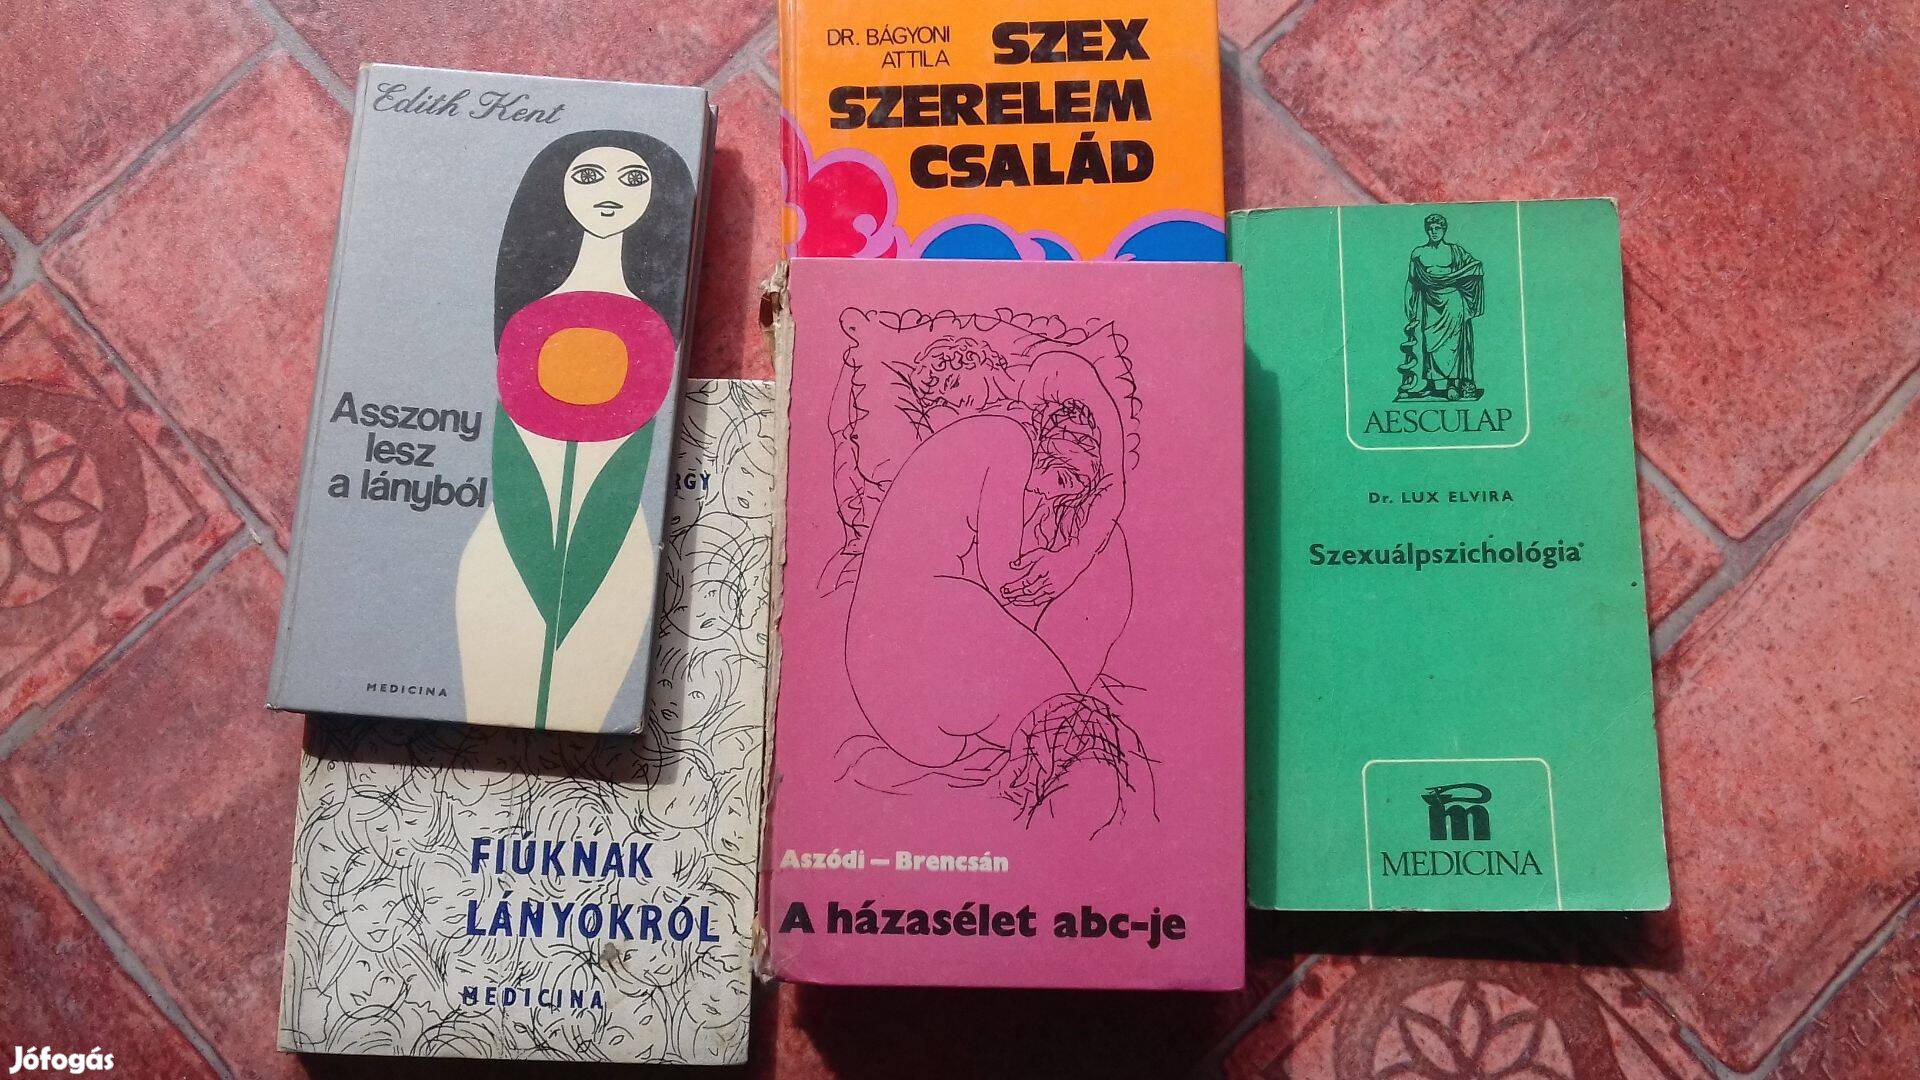 Edith Kent
Asszony
lesz
a lányból
MEDICINA
DR. BÁGYONI
ATTILA
SZEX
SZERELEM
CSALÁD
FIÚKNAK
LÁNYOKRÓL
MEDICINA
Aszódi – Brencsán
A házasélet abc-je
AESCULAP
Dr. LUX ELVIRA
Szexuálpszichológia
MEDICINA
Jófogás